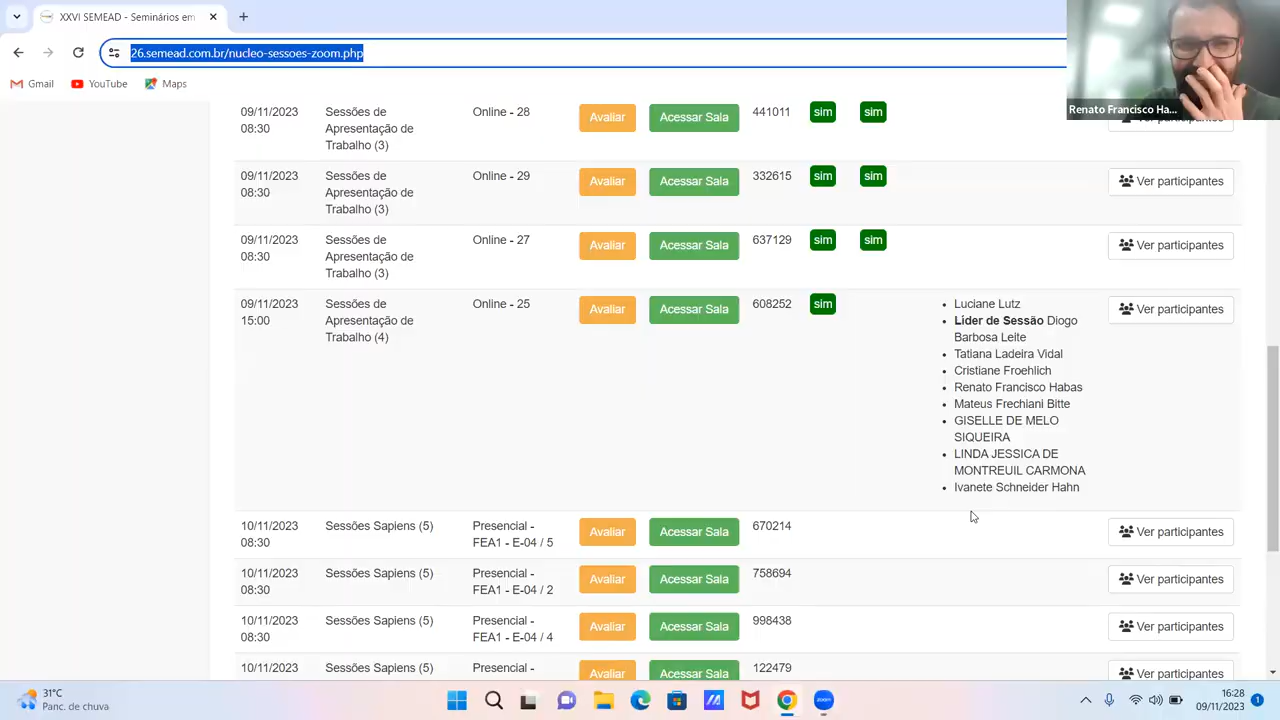 XXVI SEMEAD - Seminários em
26.semead.com.br/nucleo-sessoes-zoom.php
Gmail
YouTube
Maps
Renato Francisco Ha...
09/11/2023
08:30
Sessões de
Apresentação de
Trabalho (3)
Online - 28
Avaliar
Acessar Sala
441011
sim
sim
Ver participantes
09/11/2023
08:30
Sessões de
Apresentação de
Trabalho (3)
Online - 29
Avaliar
Acessar Sala
332615
sim
sim
Ver participantes
09/11/2023
08:30
Sessões de
Apresentação de
Trabalho (3)
Online - 27
Avaliar
Acessar Sala
637129
sim
sim
Ver participantes
09/11/2023
15:00
Sessões de
Apresentação de
Trabalho (4)
Online - 25
Avaliar
Acessar Sala
608252
sim
Luciane Lutz
Lider de Sessão Diogo
Barbosa Leite
Tatiana Ladeira Vidal
Cristiane Froehlich
Renato Francisco Habas
Mateus Frechiani Bitte
GISELLE DE MELO
SIQUEIRA
LINDA JESSICA DE
MONTREUIL CARMONA
Ivanete Schneider Hahn
Ver participantes
10/11/2023
08:30
Sessões Sapiens (5)
Presencial -
FEA1 - E-04 / 5
Avaliar
Acessar Sala
670214
Ver participantes
10/11/2023
08:30
Sessões Sapiens (5)
Presencial -
FEA1 - E-04 / 2
Avaliar
Acessar Sala
758694
Ver participantes
10/11/2023
08:30
Sessões Sapiens (5)
Presencial -
FEA1 - E-04 / 4
Avaliar
Acessar Sala
998438
Ver participantes
10/11/2023
Sessões Sapiens (5)
Presencial -
Avaliar
Acessar Sala
122479
Ver participantes
31°C
Panc. de chuva
zoom
16:28
09/11/2023
1